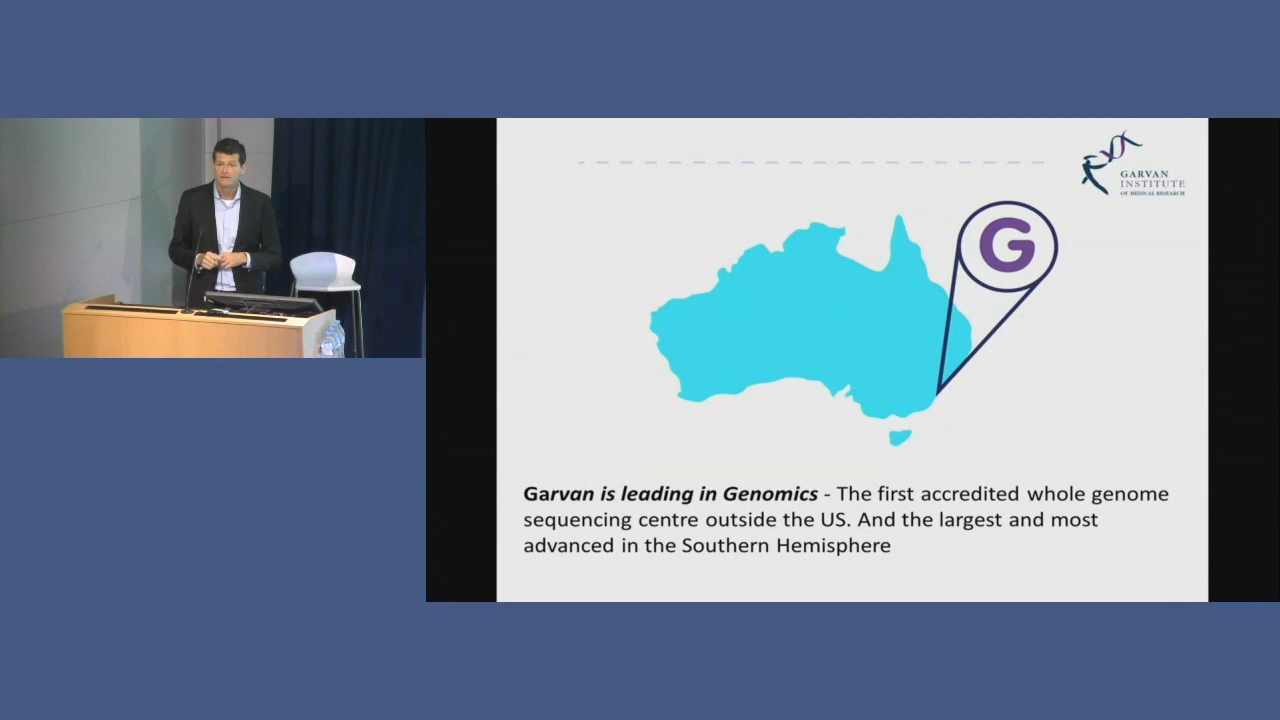 GARVAN
INSTITUTE
OF MEDICAL RESEARCH
G
Garvan is leading in Genomics - The first accredited whole genome
sequencing centre outside the US. And the largest and most
advanced in the Southern Hemisphere